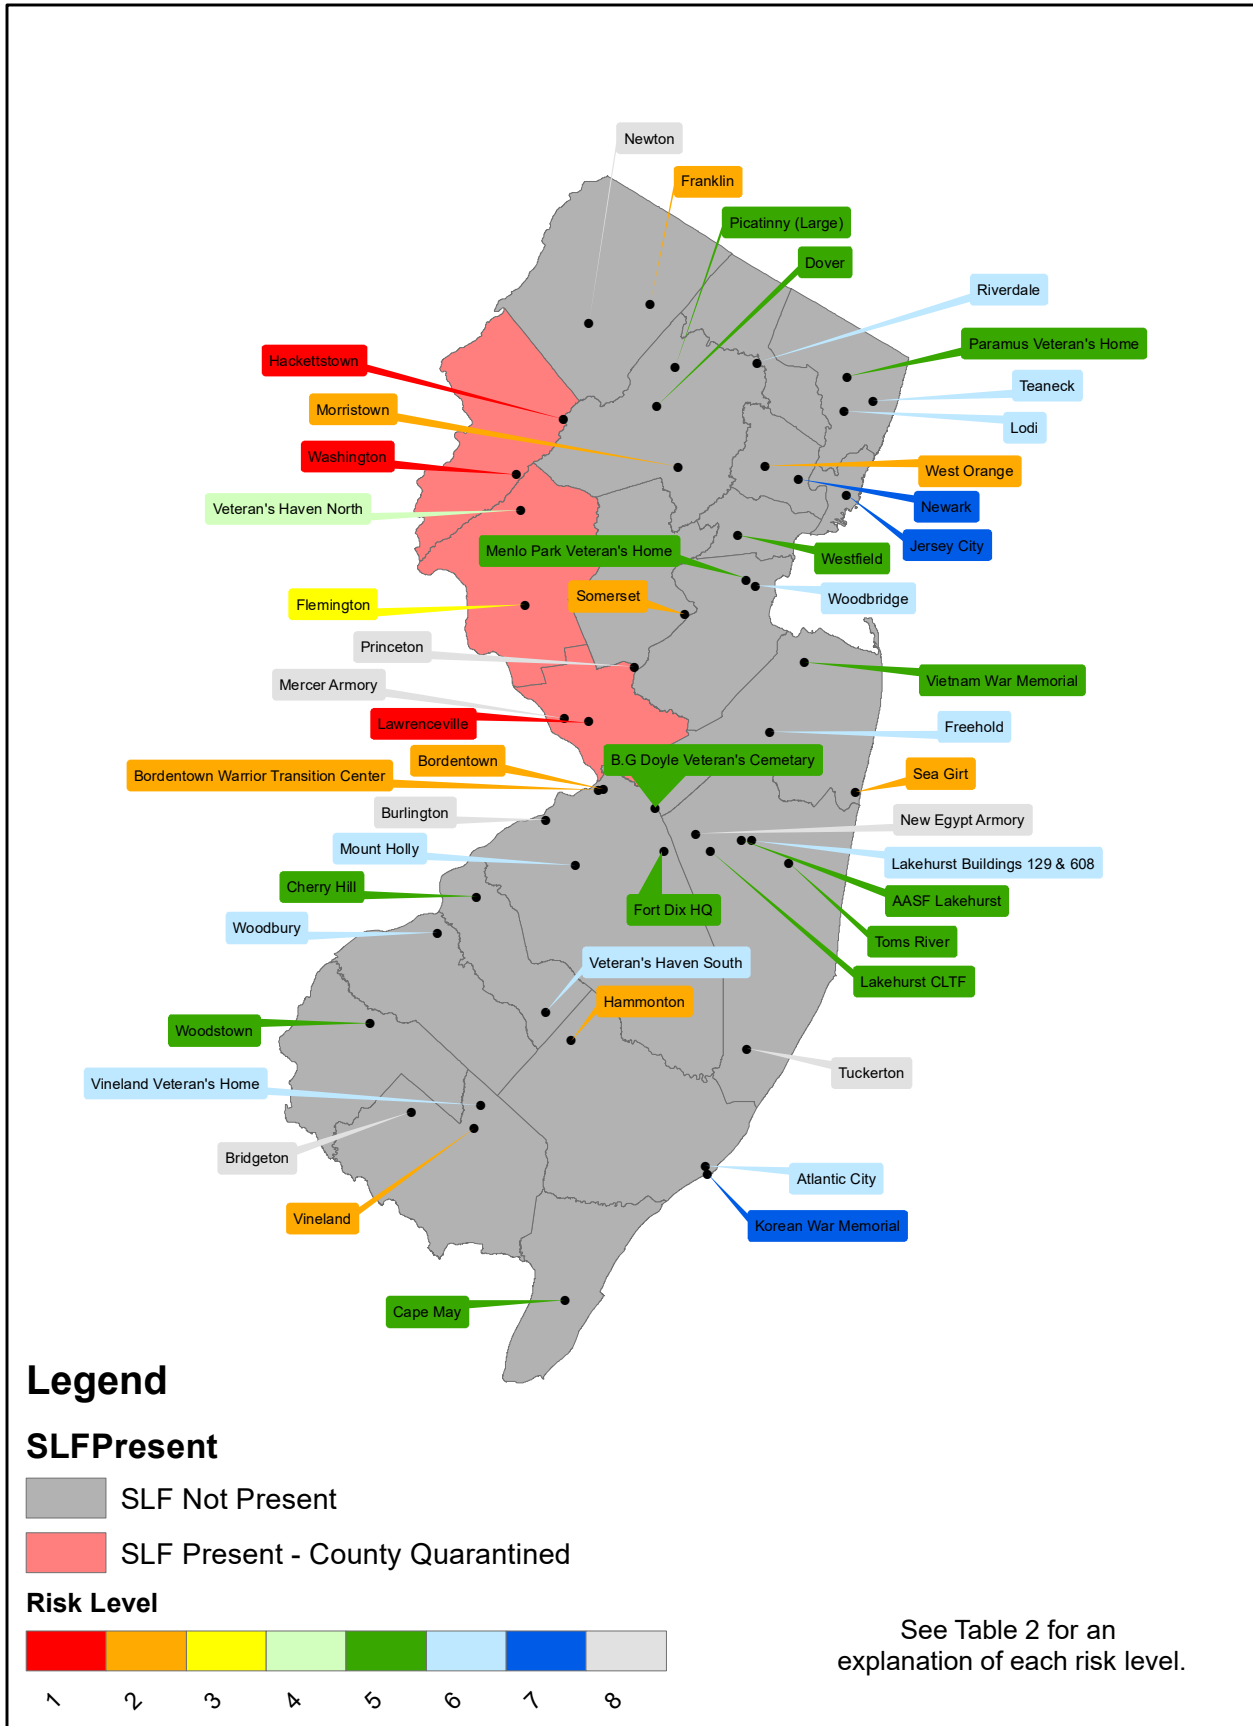 Newton
Franklin
Picatinny (Large)
Dover
Riverdale
Paramus Veteran's Home
Hackettstown
Teaneck
Morristown
Lodi
Washington
West Orange
Veteran's Haven North
Newark
Jersey City
Menlo Park Veteran's Home
Westfield
Flemington
Somerset
Woodbridge
Princeton
Mercer Armory
Vietnam War Memorial
Lawrenceville
Freehold
Bordentown
B.G Doyle Veteran's Cemetary
Bordentown Warrior Transition Center
Sea Girt
Burlington
New Egypt Armory
Mount Holly
Lakehurst Buildings 129 & 608
Cherry Hill
AASF Lakehurst
Fort Dix HQ
Woodbury
Toms River
Veteran's Haven South
Lakehurst CLTF
Hammonton
Woodstown
Tuckerton
Vineland Veteran's Home
Bridgeton
Atlantic City
Vineland
Korean War Memorial
Cape May
Legend
SLFPresent
SLF Not Present
SLF Present - County Quarantined
Risk Level
1 2 3 4 5 6 7 8
See Table 2 for an
explanation of each risk level.